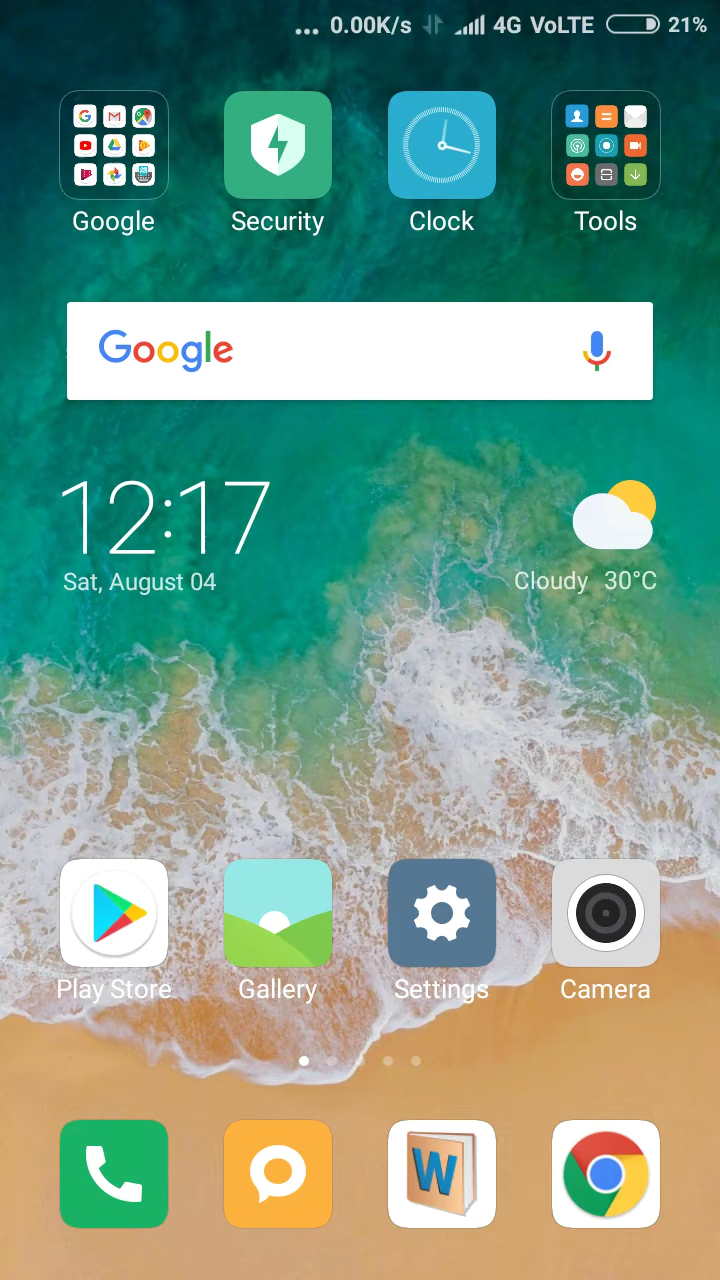 ... 0.00K/s 4G VoLTE 21%
Google Security Clock Tools
Google
12:17
Sat, August 04
Cloudy 30°C
Play Store Gallery Settings Camera
W